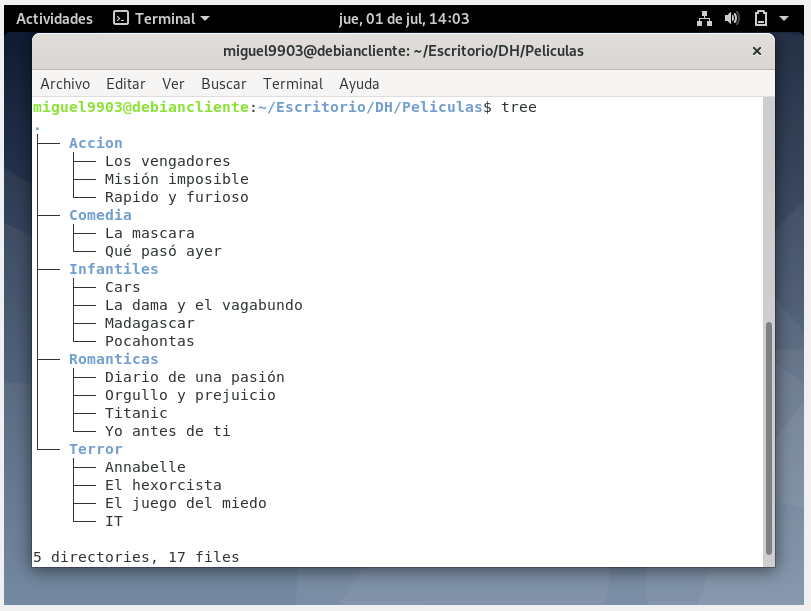 Actividades Terminal jue, 01 de jul, 14:03
miguel9903@debiancliente: ~/Escritorio/DH/Peliculas ×
Archivo Editar Ver Buscar Terminal Ayuda
miguel9903@debiancliente:~/Escritorio/DH/Peliculas$ tree
.
├── Accion
│   ├── Los vengadores
│   ├── Misión imposible
│   └── Rapido y furioso
├── Comedia
│   ├── La mascara
│   └── Qué pasó ayer
├── Infantiles
│   ├── Cars
│   ├── La dama y el vagabundo
│   ├── Madagascar
│   └── Pocahontas
├── Romanticas
│   ├── Diario de una pasión
│   ├── Orgullo y prejuicio
│   ├── Titanic
│   └── Yo antes de ti
└── Terror
    ├── Annabelle
    ├── El hexorcista
    ├── El juego del miedo
    └── IT
5 directories, 17 files